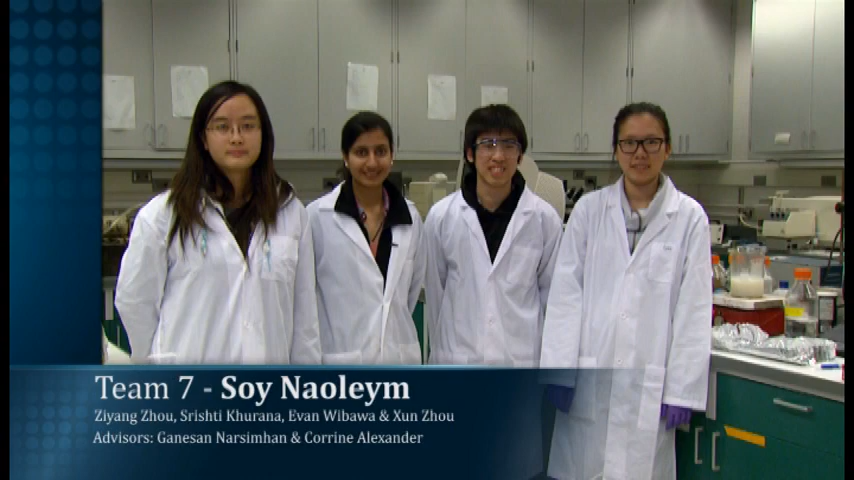 Team 7 - Soy Naoleym
Ziyang Zhou, Srishti Khurana, Evan Wibawa & Xun Zhou
Advisors: Ganesan Narsimhan & Corrine Alexander